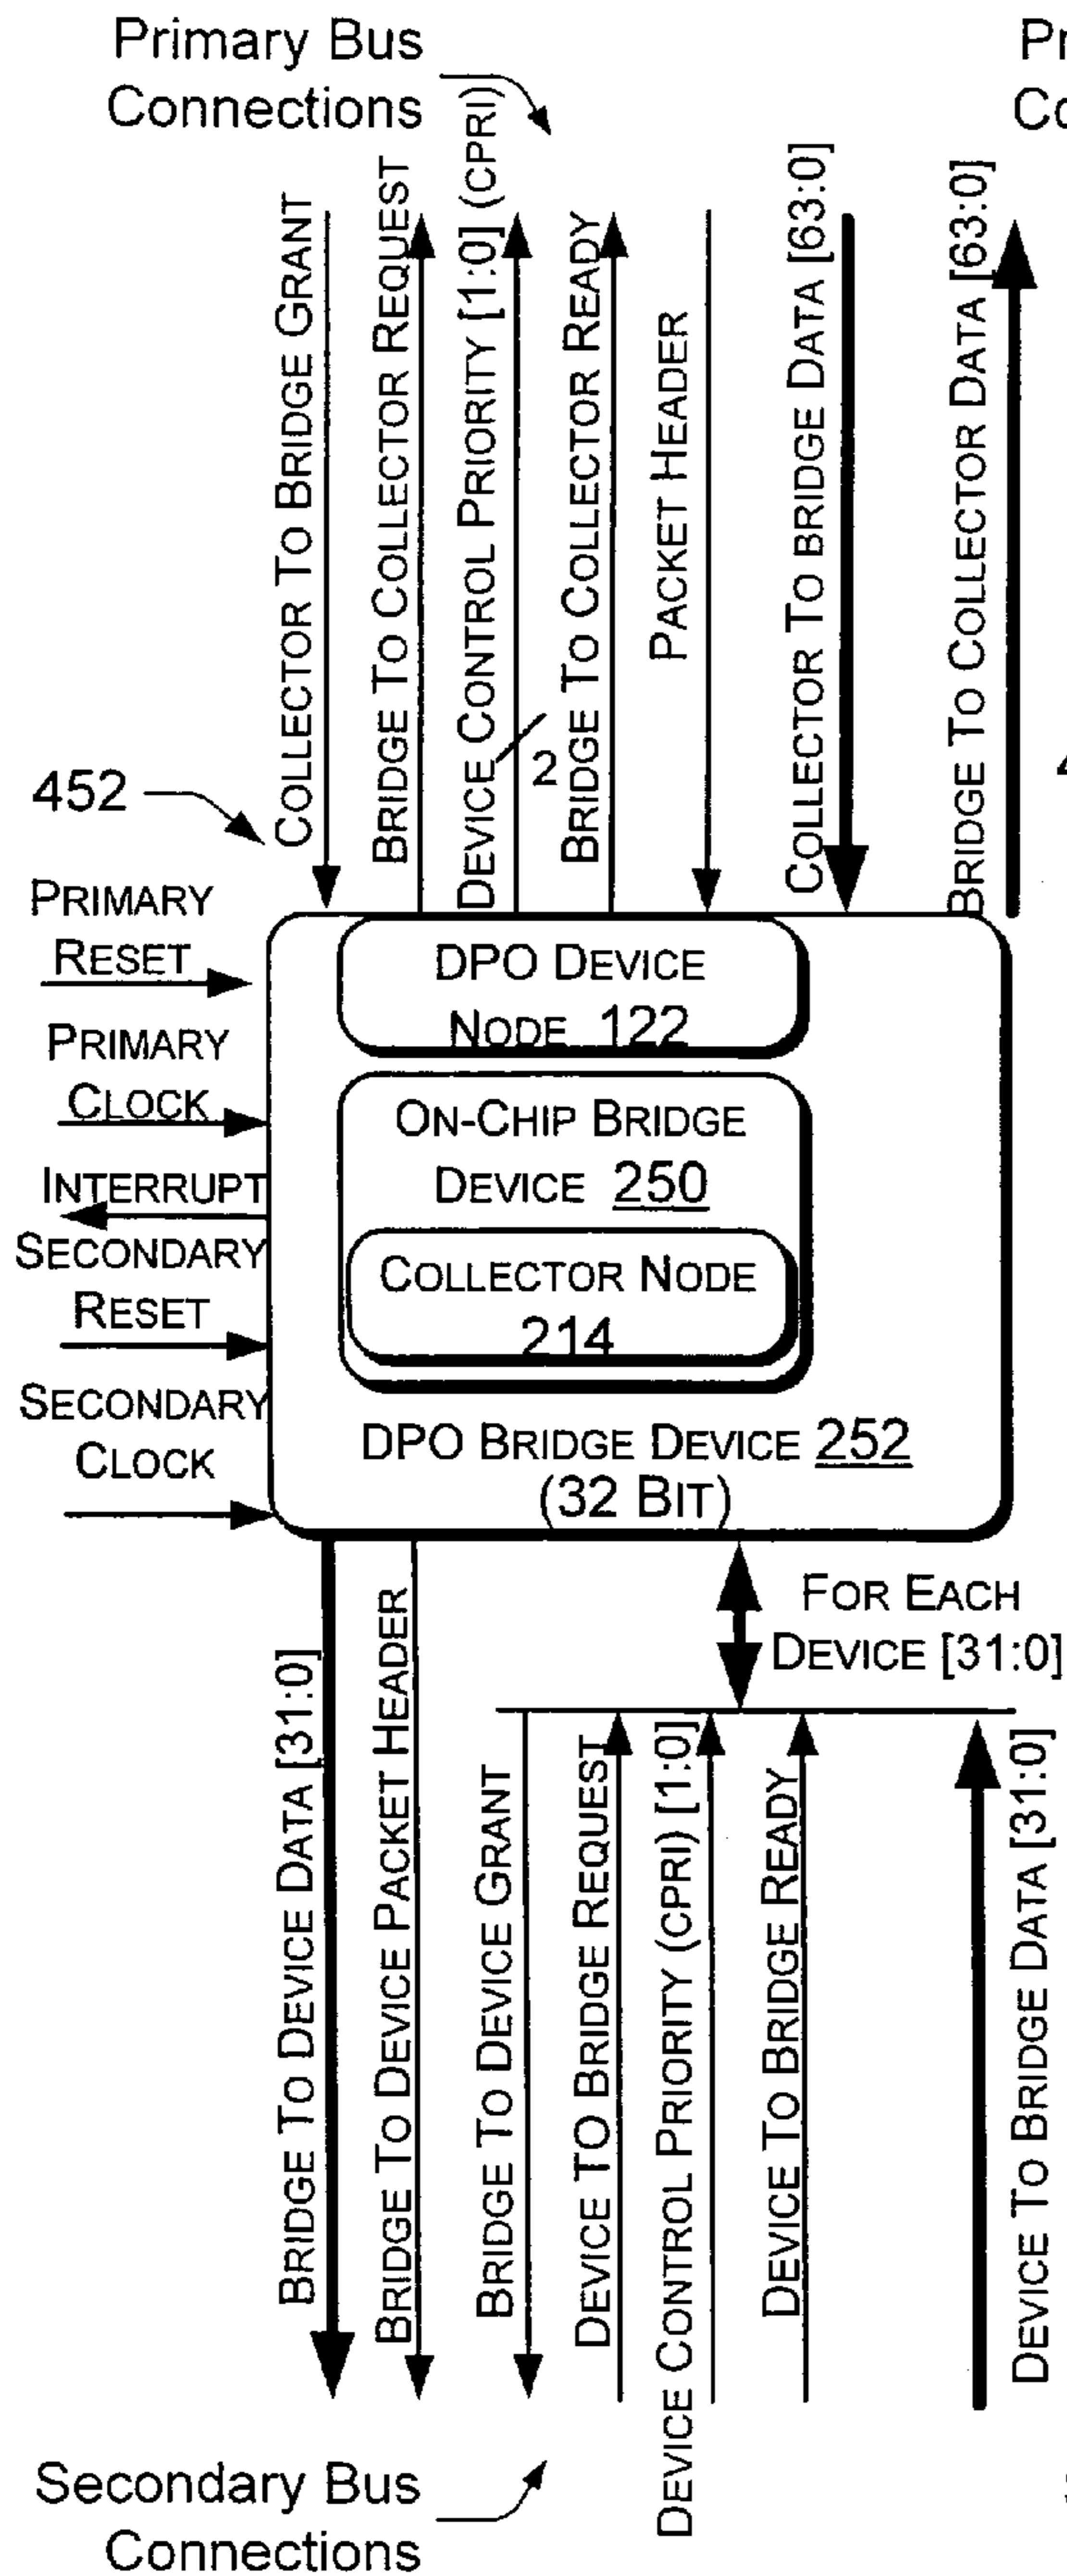 Primary Bus
Connections
Pr
Co
COLLECTOR TO BRIDGE GRANT
BRIDGE TO COLLECTOR REQUEST
DEVICE CONTROL PRIORITY [1:0] (CPRI)
2
BRIDGE TO COLLECTOR READY
PACKET HEADER
COLLECTOR TO BRIDGE DATA [63:0]
BRIDGE TO COLLECTOR DATA [63:0]
452
PRIMARY
RESET
PRIMARY
CLOCK
INTERRUPT
SECONDARY
RESET
SECONDARY
CLOCK
DPO DEVICE
NODE 122
ON-CHIP BRIDGE
DEVICE 250
COLLECTOR NODE
214
DPO BRIDGE DEVICE 252
(32 BIT)
FOR EACH
DEVICE [31:0]
BRIDGE TO DEVICE DATA [31:0]
BRIDGE TO DEVICE PACKET HEADER
BRIDGE TO DEVICE GRANT
DEVICE TO BRIDGE REQUEST
DEVICE CONTROL PRIORITY (CPRI) [1:0]
DEVICE TO BRIDGE READY
DEVICE TO BRIDGE DATA [31:0]
Secondary Bus
Connections